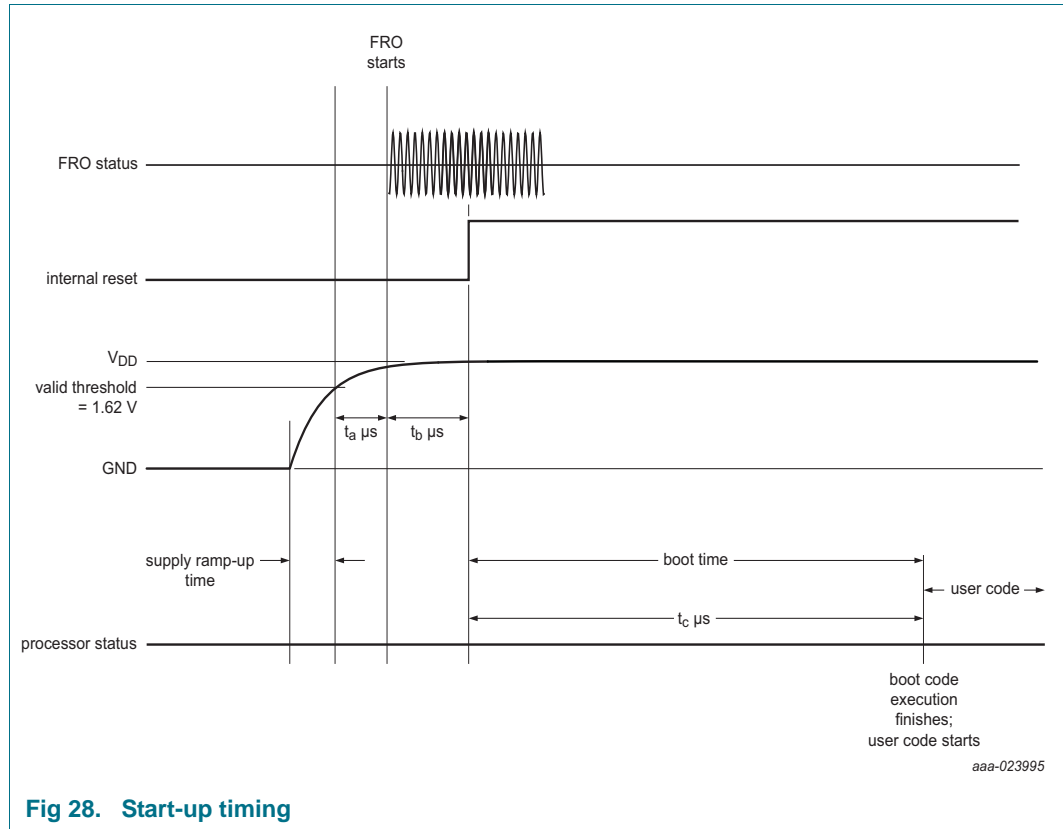 FRO
starts
FRO status
internal reset
VDD
valid threshold
= 1.62 V
ta μs
tb μs
GND
supply ramp-up
time
boot time
user code
tc μs
processor status
boot code
execution
finishes;
user code starts
aaa-023995
Fig 28. Start-up timing